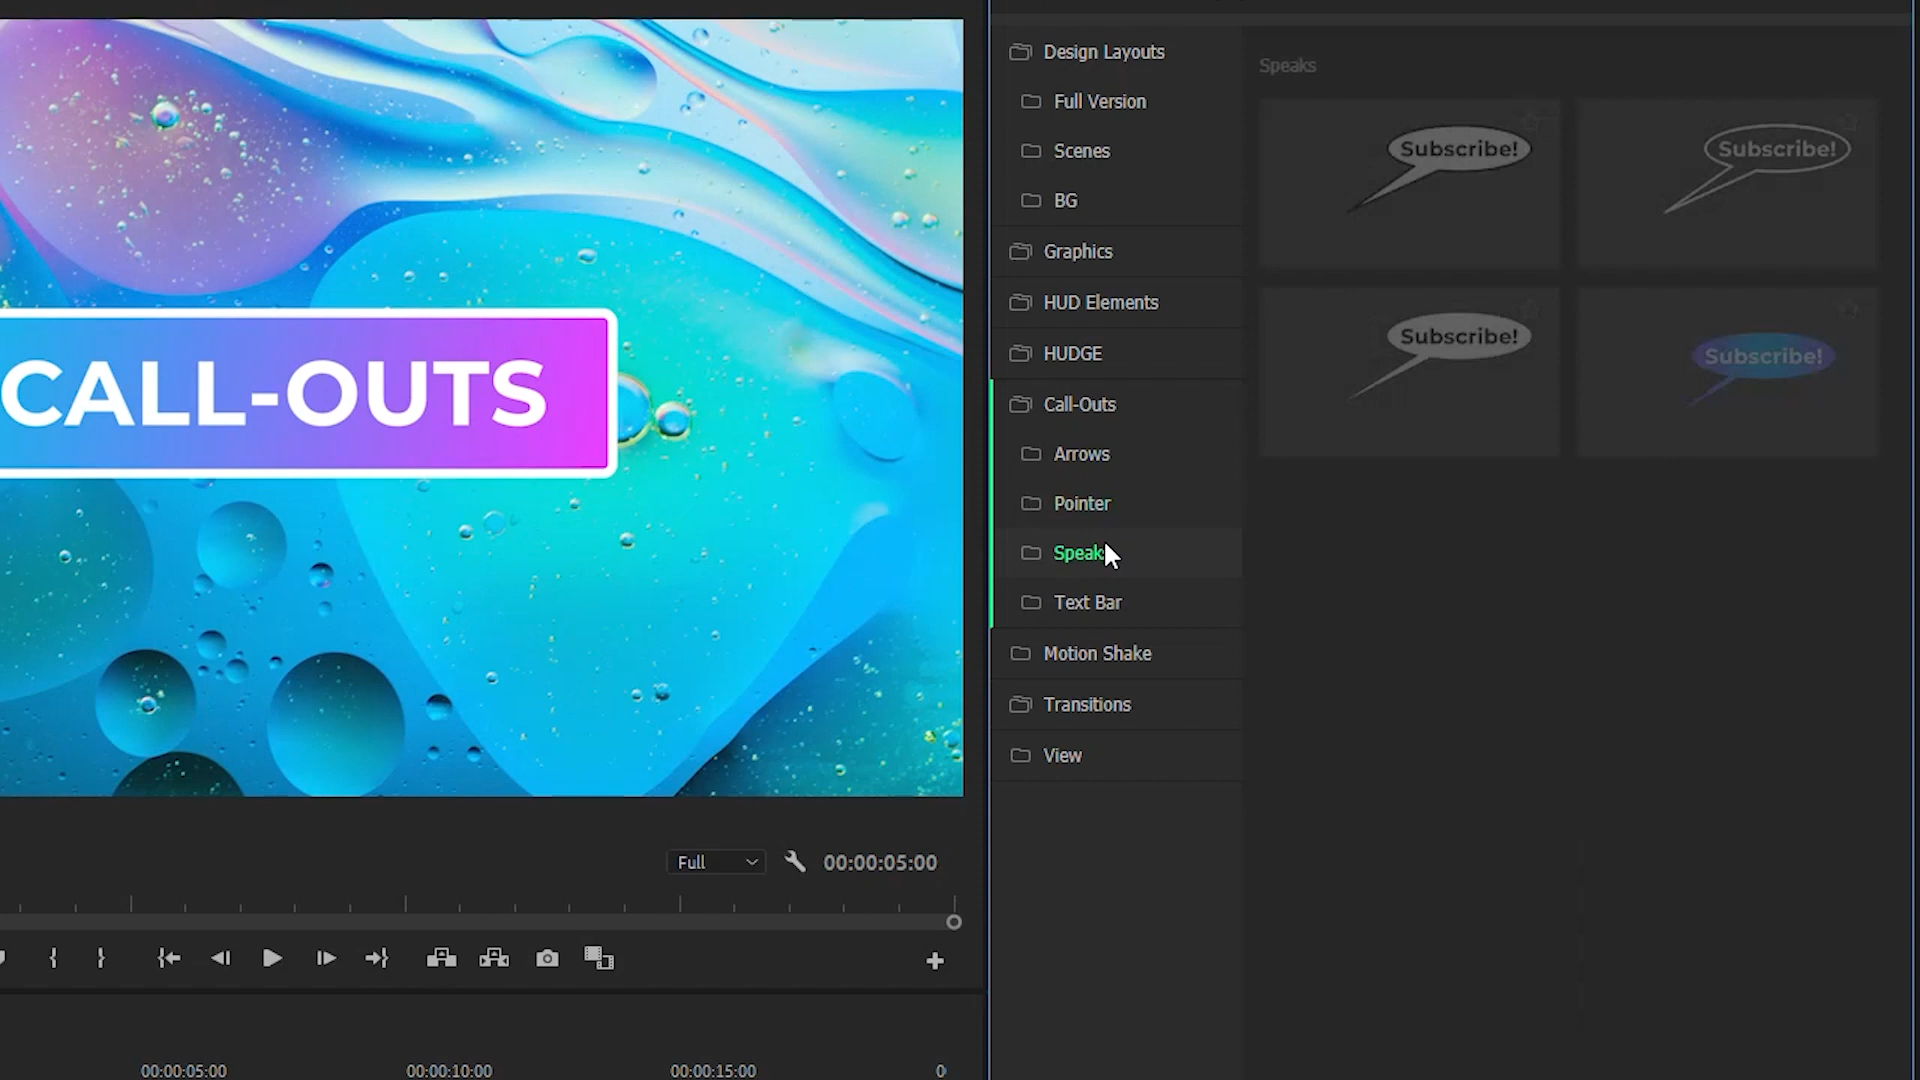 CALL-OUTS
Full
00:00:05:00
00:00:05:00
00:00:10:00
00:00:15:00
Design Layouts
Full Version
Scenes
BG
Graphics
HUD Elements
HUDGE
Call-Outs
Arrows
Pointer
Speaks
Text Bar
Motion Shake
Transitions
View
Speaks
Subscribe!
Subscribe!
Subscribe!
Subscribe!